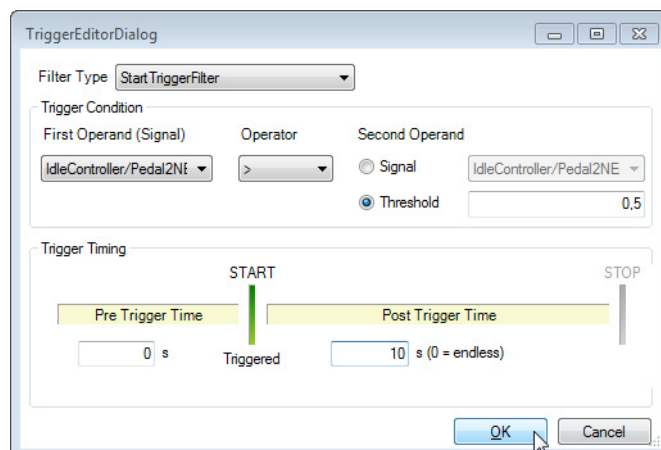 TriggerEditorDialog
Filter Type StartTriggerFilter
Trigger Condition
First Operand (Signal) Operator Second Operand
IdleController/Pedal2NE > Signal IdleController/Pedal2NE
Threshold 0,5
Trigger Timing
START STOP
Pre Trigger Time Post Trigger Time
0 s Triggered 10 s (0 = endless)
OK Cancel